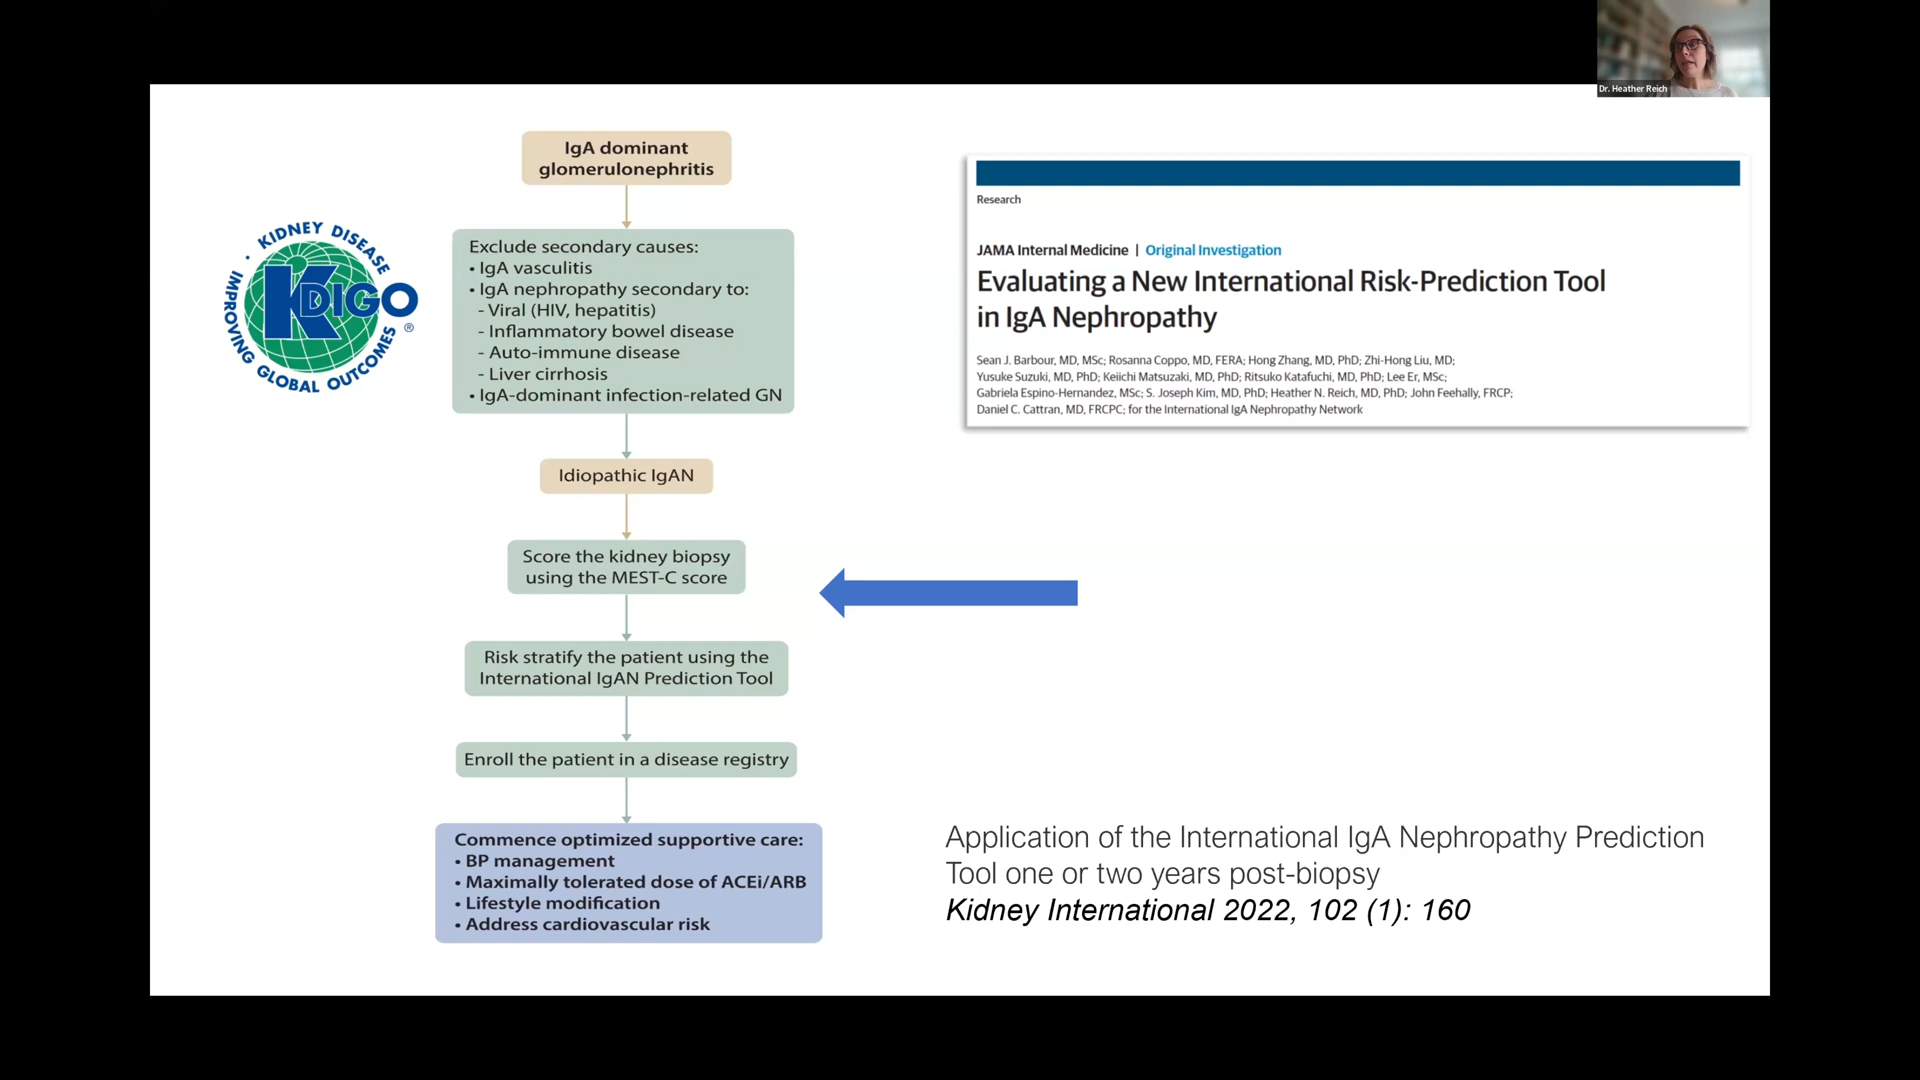 Dr. Heather Reich
IgA dominant
glomerulonephritis
KIDNEY DISEASE
KDIGO
®
IMPROVING GLOBAL OUTCOMES
Exclude secondary causes:
• IgA vasculitis
• IgA nephropathy secondary to:
- Viral (HIV, hepatitis)
- Inflammatory bowel disease
- Auto-immune disease
- Liver cirrhosis
• IgA-dominant infection-related GN
Idiopathic IgAN
Score the kidney biopsy
using the MEST-C score
Risk stratify the patient using the
International IgAN Prediction Tool
Enroll the patient in a disease registry
Commence optimized supportive care:
• BP management
• Maximally tolerated dose of ACEi/ARB
• Lifestyle modification
• Address cardiovascular risk
Research
JAMA Internal Medicine | Original Investigation
Evaluating a New International Risk-Prediction Tool
in IgA Nephropathy
Sean J. Barbour, MD, MSc; Rosanna Coppo, MD, FERA; Hong Zhang, MD, PhD; Zhi-Hong Liu, MD;
Yusuke Suzuki, MD, PhD; Keiichi Matsuzaki, MD, PhD; Ritsuko Katafuchi, MD, PhD; Lee Er, MSc;
Gabriela Espino-Hernandez, MSc; S. Joseph Kim, MD, PhD; Heather N. Reich, MD, PhD; John Feehally, FRCP;
Daniel C. Cattran, MD, FRCPC; for the International IgA Nephropathy Network
Application of the International IgA Nephropathy Prediction
Tool one or two years post-biopsy
Kidney International 2022, 102 (1): 160